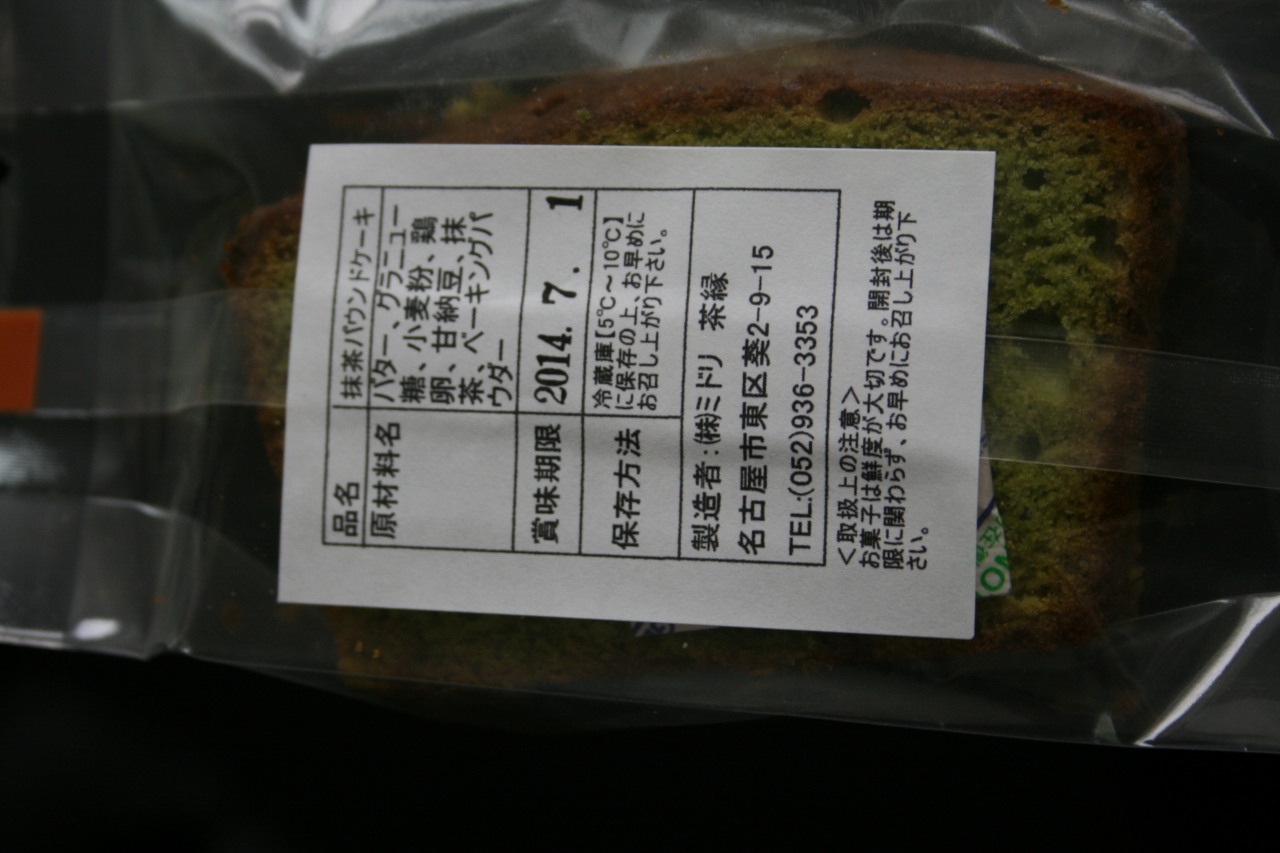 品名 抹茶パウンドケーキ
原材料名 バター、グラニュー
糖、小麦粉、鶏
卵、甘納豆、抹
茶、ベーキングパ
ウダー
賞味期限 2014. 7. 1
保存方法 冷蔵庫【5℃~10℃】
に保存の上、お早めに
お召し上がり下さい。
製造者:(株)ミドリ 茶縁
名古屋市東区葵2-9-15
TEL:(052)936-3353
<取扱上の注意>
お菓子は鮮度が大切です。開封後は期
限に関わらず、お早めにお召し上がり下
さい。